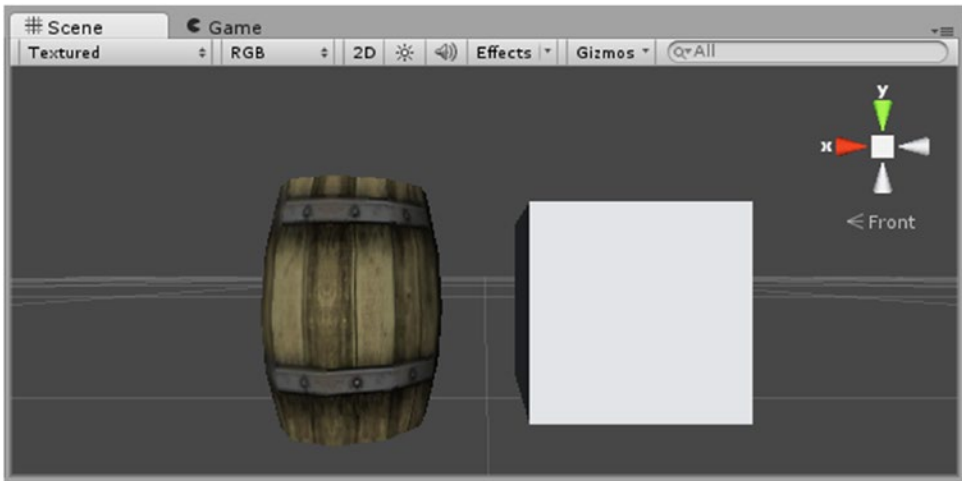 Scene Game
Textured RGB 2D Effects Gizmos All
y
x
Front